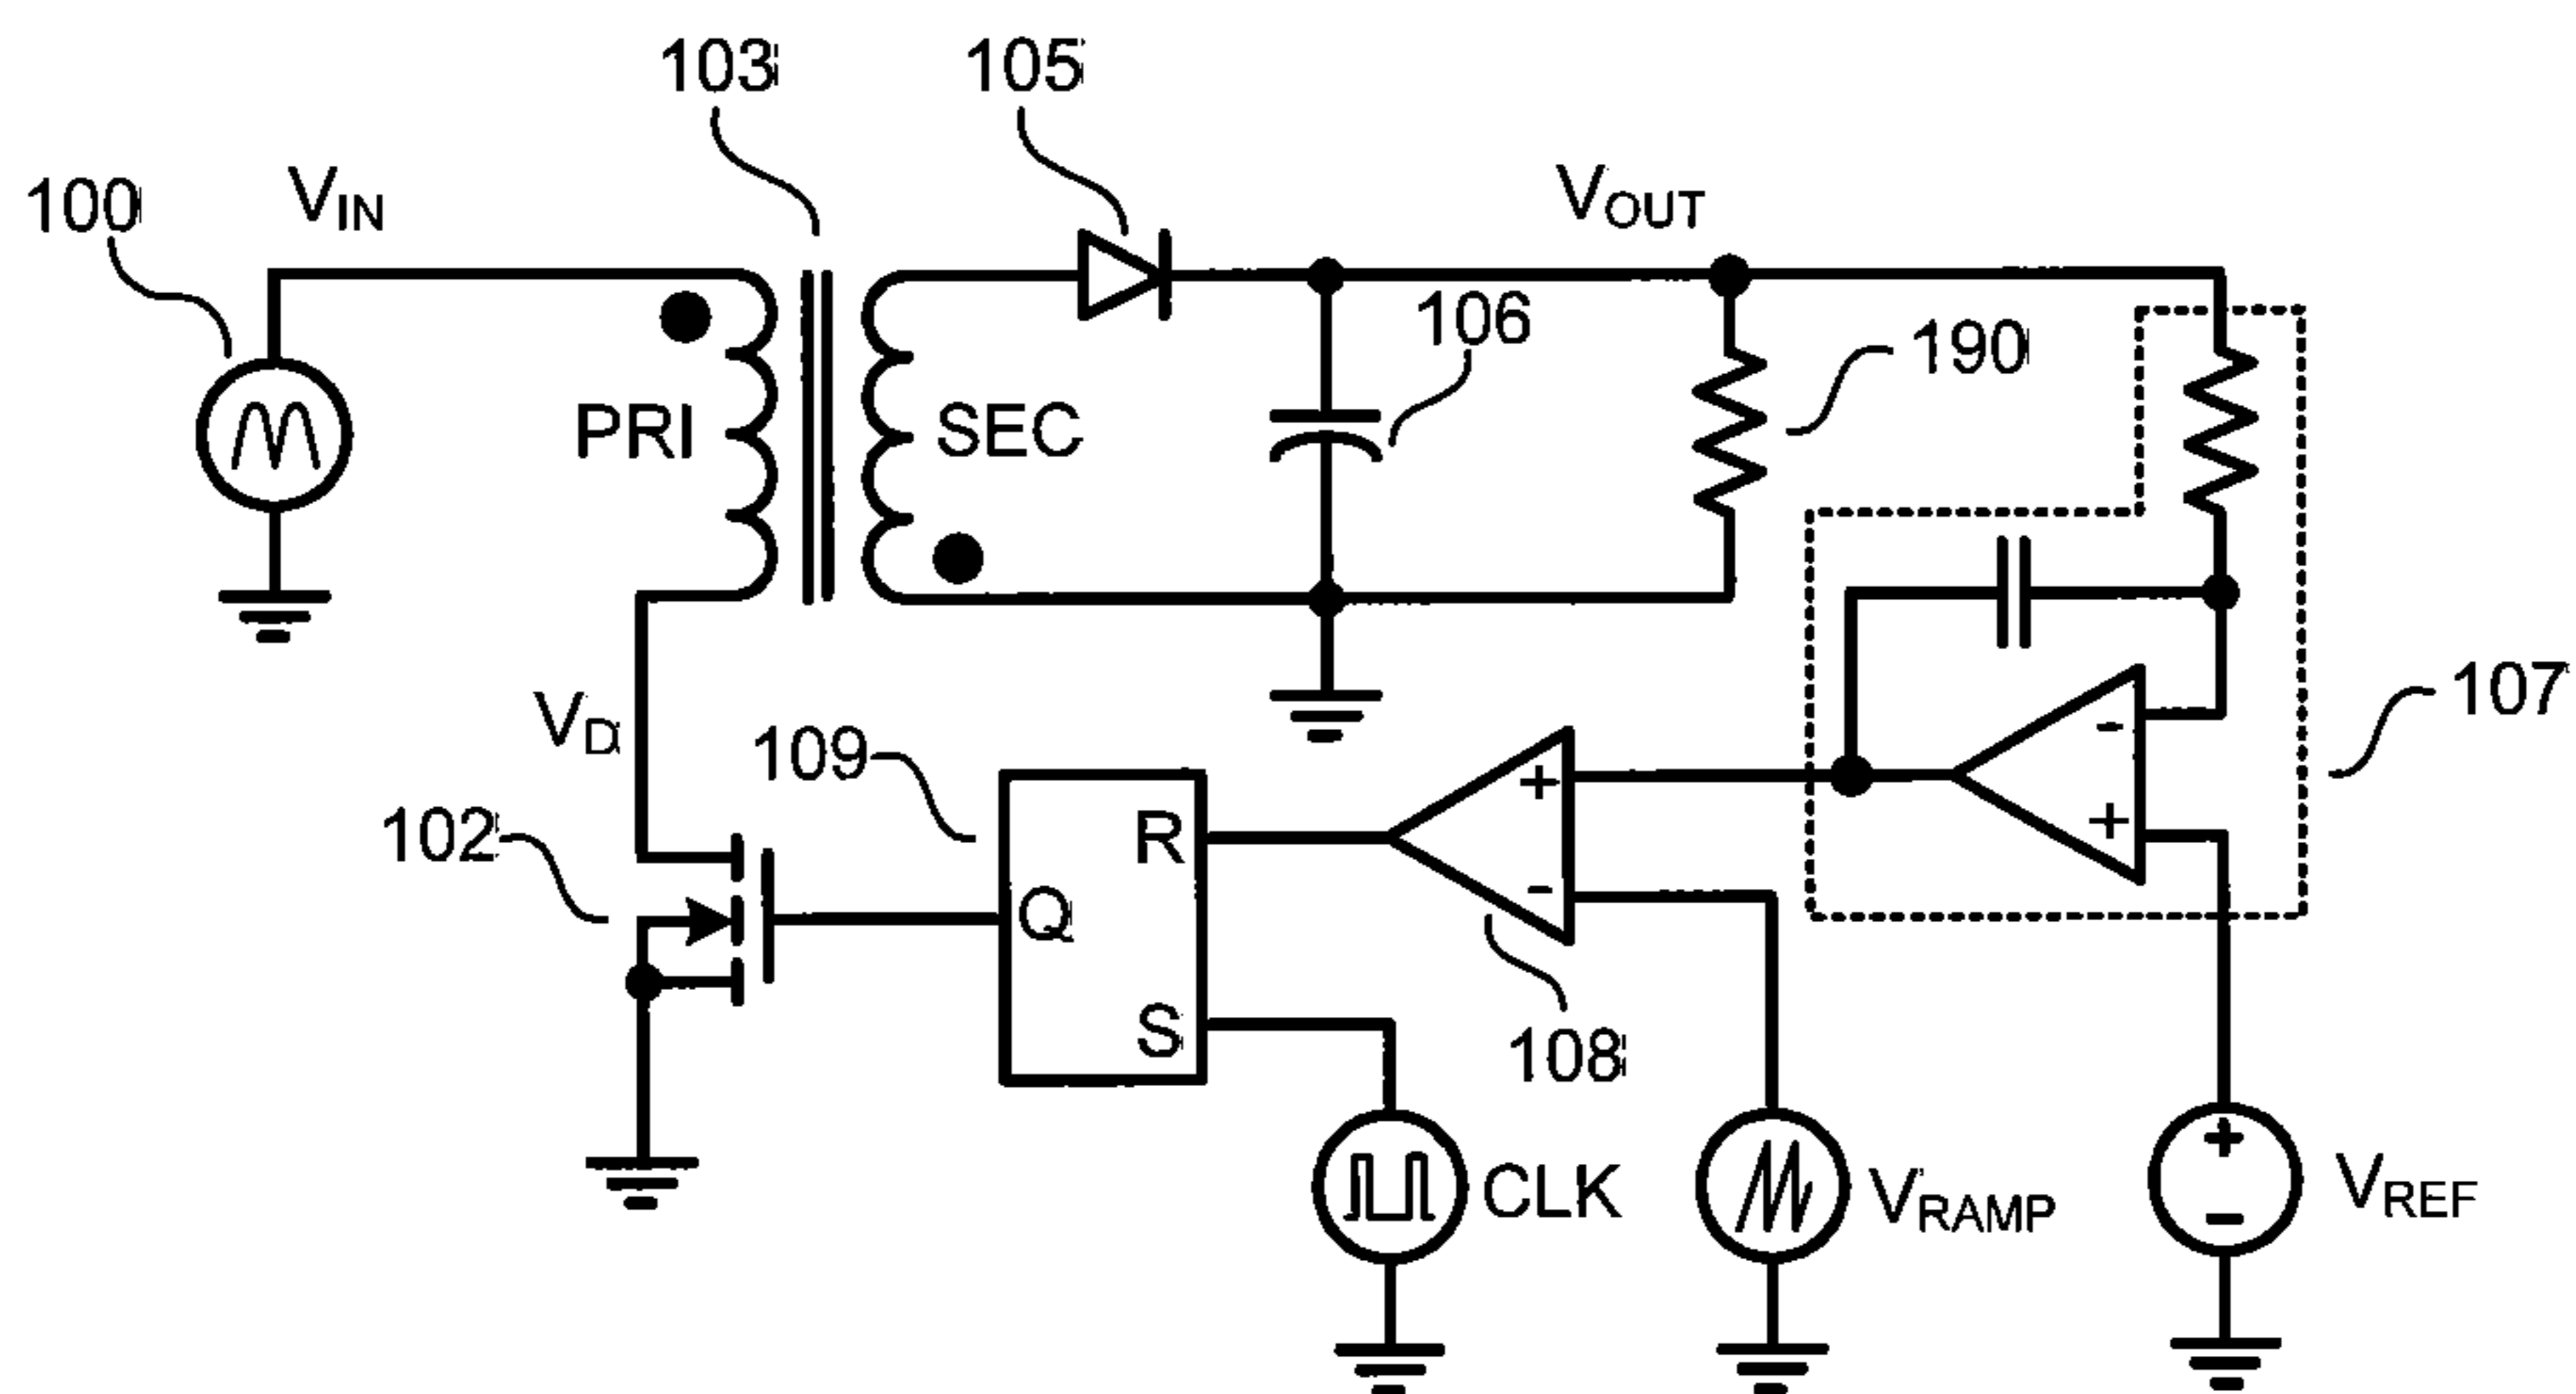 103
105
100
VIN
VOUT
106
190
PRI
SEC
107
-
+
VD
109
102
R
Q
S
+
-
108
CLK
VRAMP
+
-
VREF